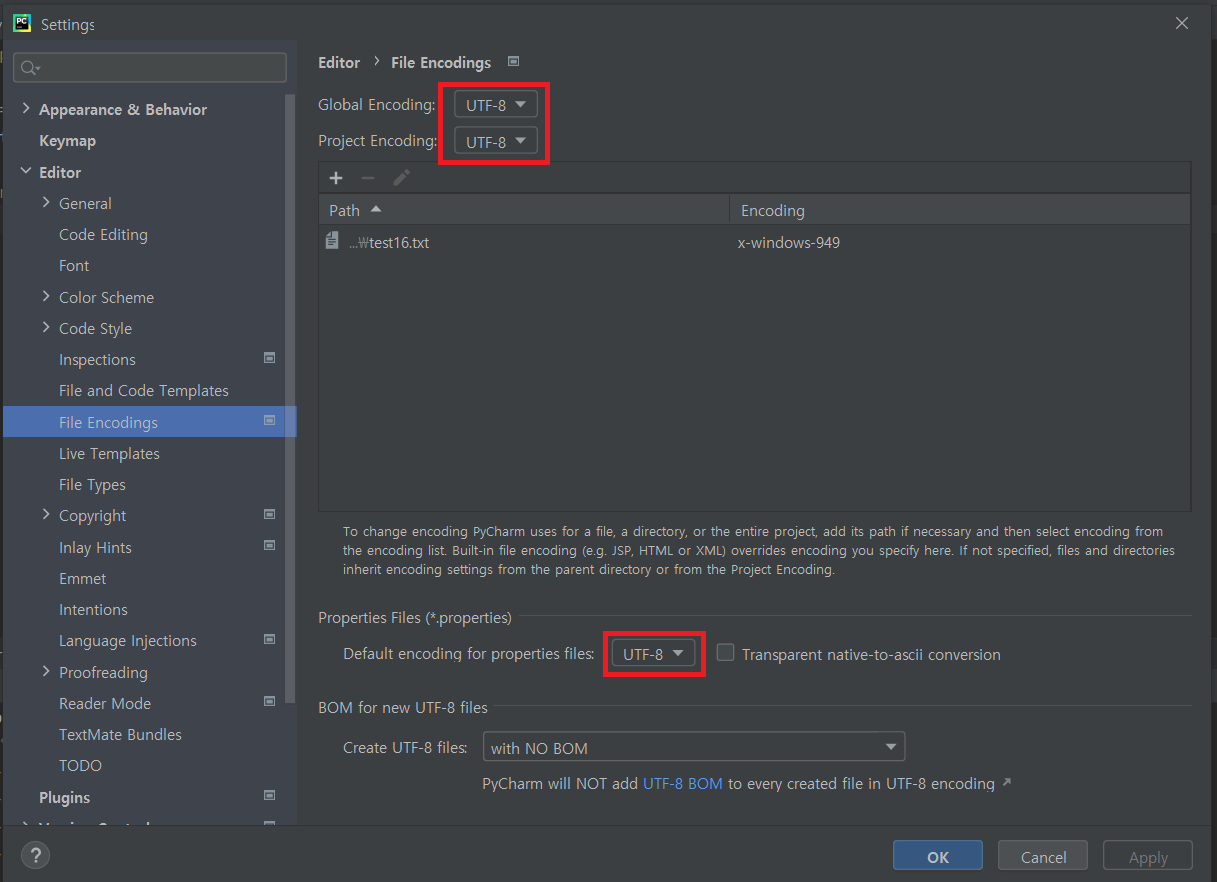 PC
Settings
Editor › File Encodings
Global Encoding: UTF-8
Project Encoding: UTF-8
Path Encoding
...₩test16.txt x-windows-949
To change encoding PyCharm uses for a file, a directory, or the entire project, add its path if necessary and then select encoding from
the encoding list. Built-in file encoding (e.g. JSP, HTML or XML) overrides encoding you specify here. If not specified, files and directories
inherit encoding settings from the parent directory or from the Project Encoding.
Properties Files (*.properties)
Default encoding for properties files: UTF-8 Transparent native-to-ascii conversion
BOM for new UTF-8 files
Create UTF-8 files: with NO BOM
PyCharm will NOT add UTF-8 BOM to every created file in UTF-8 encoding ↗
Appearance & Behavior
Keymap
Editor
General
Code Editing
Font
Color Scheme
Code Style
Inspections
File and Code Templates
File Encodings
Live Templates
File Types
Copyright
Inlay Hints
Emmet
Intentions
Language Injections
Proofreading
Reader Mode
TextMate Bundles
TODO
Plugins
?
OK Cancel Apply